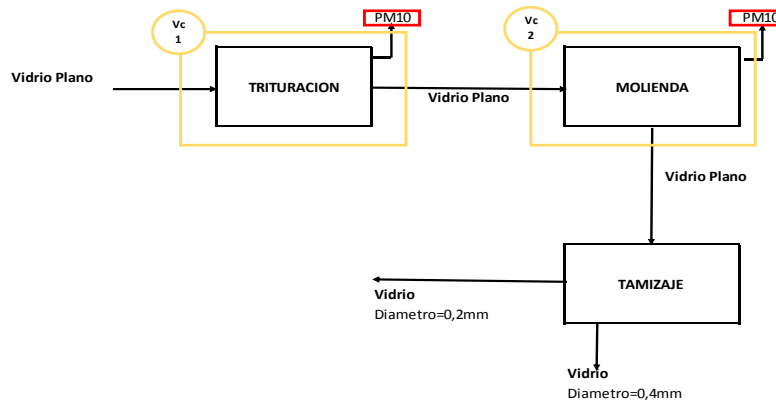 Vc
1
PM10
Vc
2
PM10
Vidrio Plano
TRITURACION
Vidrio Plano
MOLIENDA
Vidrio Plano
TAMIZAJE
Vidrio
Diametro=0,2mm
Vidrio
Diametro=0,4mm